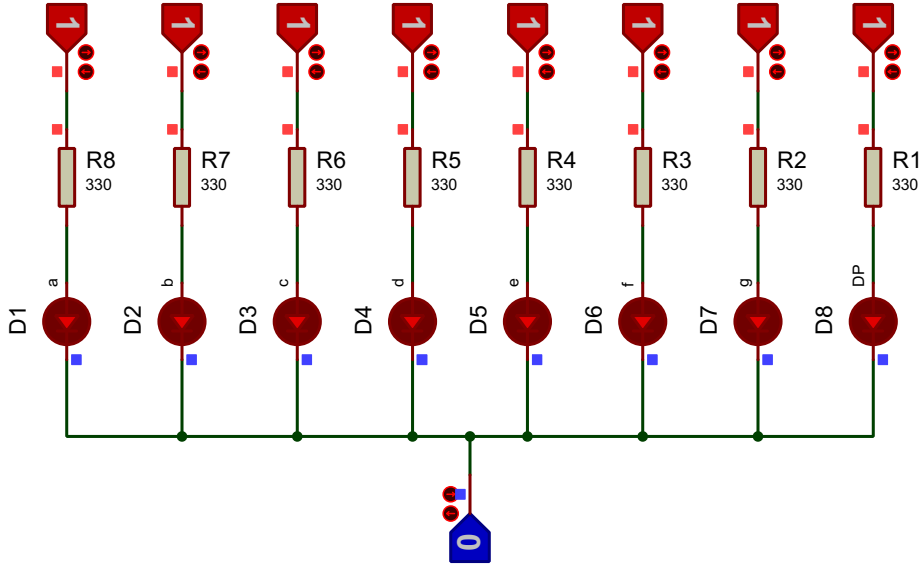 1 1 1 1 1 1 1 1
R8 R7 R6 R5 R4 R3 R2 R1
330 330 330 330 330 330 330 330
a b c d e f g DP
D1 D2 D3 D4 D5 D6 D7 D8
0